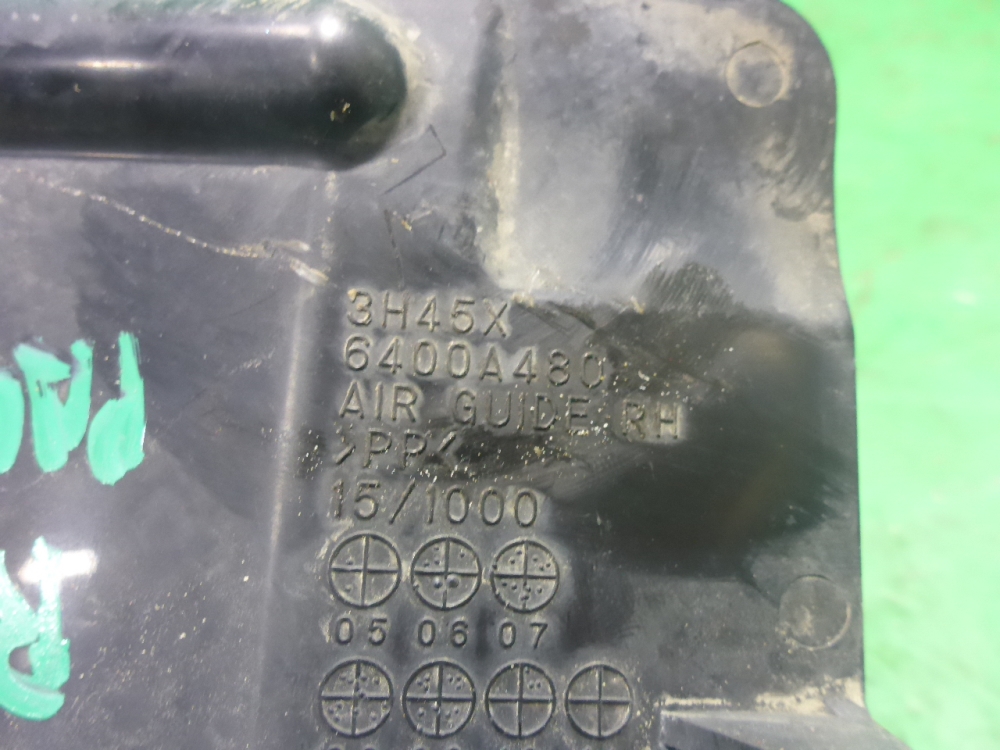 3H45X
6400A480
AIR GUIDE RH
>PP<
15/1000
05 06 07